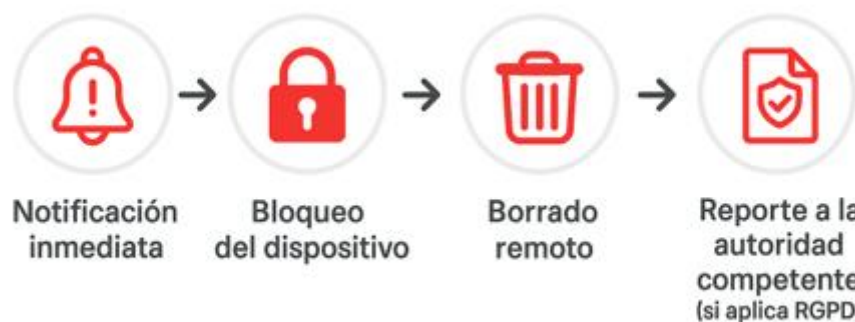 Notificación
inmediata
Bloqueo
del dispositivo
Borrado
remoto
Reporte a la
autoridad
competente
(si aplica RGPD